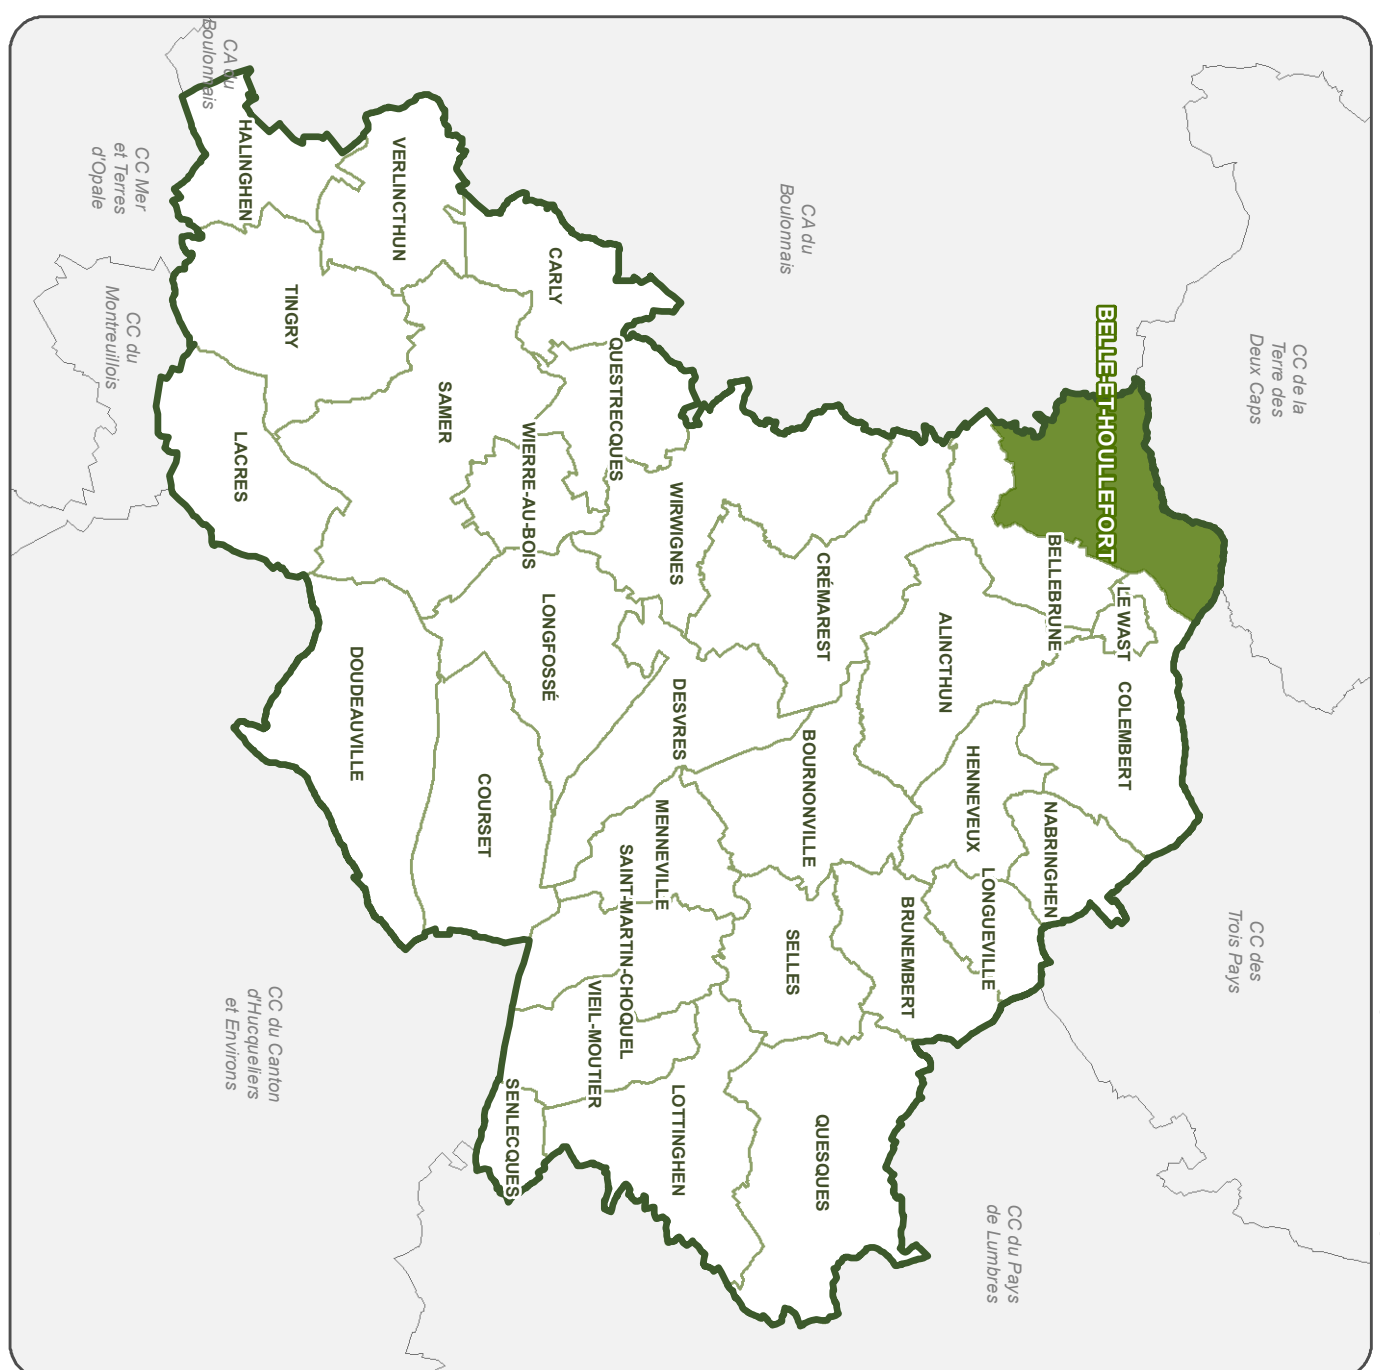 CC de la
Terre des
Deux Caps
CC des
Trois Pays
BELLE-ET-HOULLEFORT
LE WAST
COLEMBERT
BELLEBRUNE
NABRINGHEN
CC du Pays
de Lumbres
LONGUEVILLE
HENNEVEUX
ALINCTHUN
BRUNEMBERT
CA du
Boulonnais
CRÉMAREST
BOURNONVILLE
SELLES
QUESQUES
WIRWIGNES
DESVRES
MENNEVILLE
LOTTINGHEN
QUESTRECQUES
SAINT-MARTIN-CHOQUEL
VIEIL-MOUTIER
CARLY
WIERRE-AU-BOIS
LONGFOSSÉ
SENLECQUES
COURSET
SAMER
VERLINCTHUN
DOUDEAUVILLE
TINGRY
HALINGHEN
LACRES
CC du Canton
d'Hucqueliers
et Environs
CA du
Boulonnais
CC Mer
et Terres
d'Opale
CC du
Montreuillois